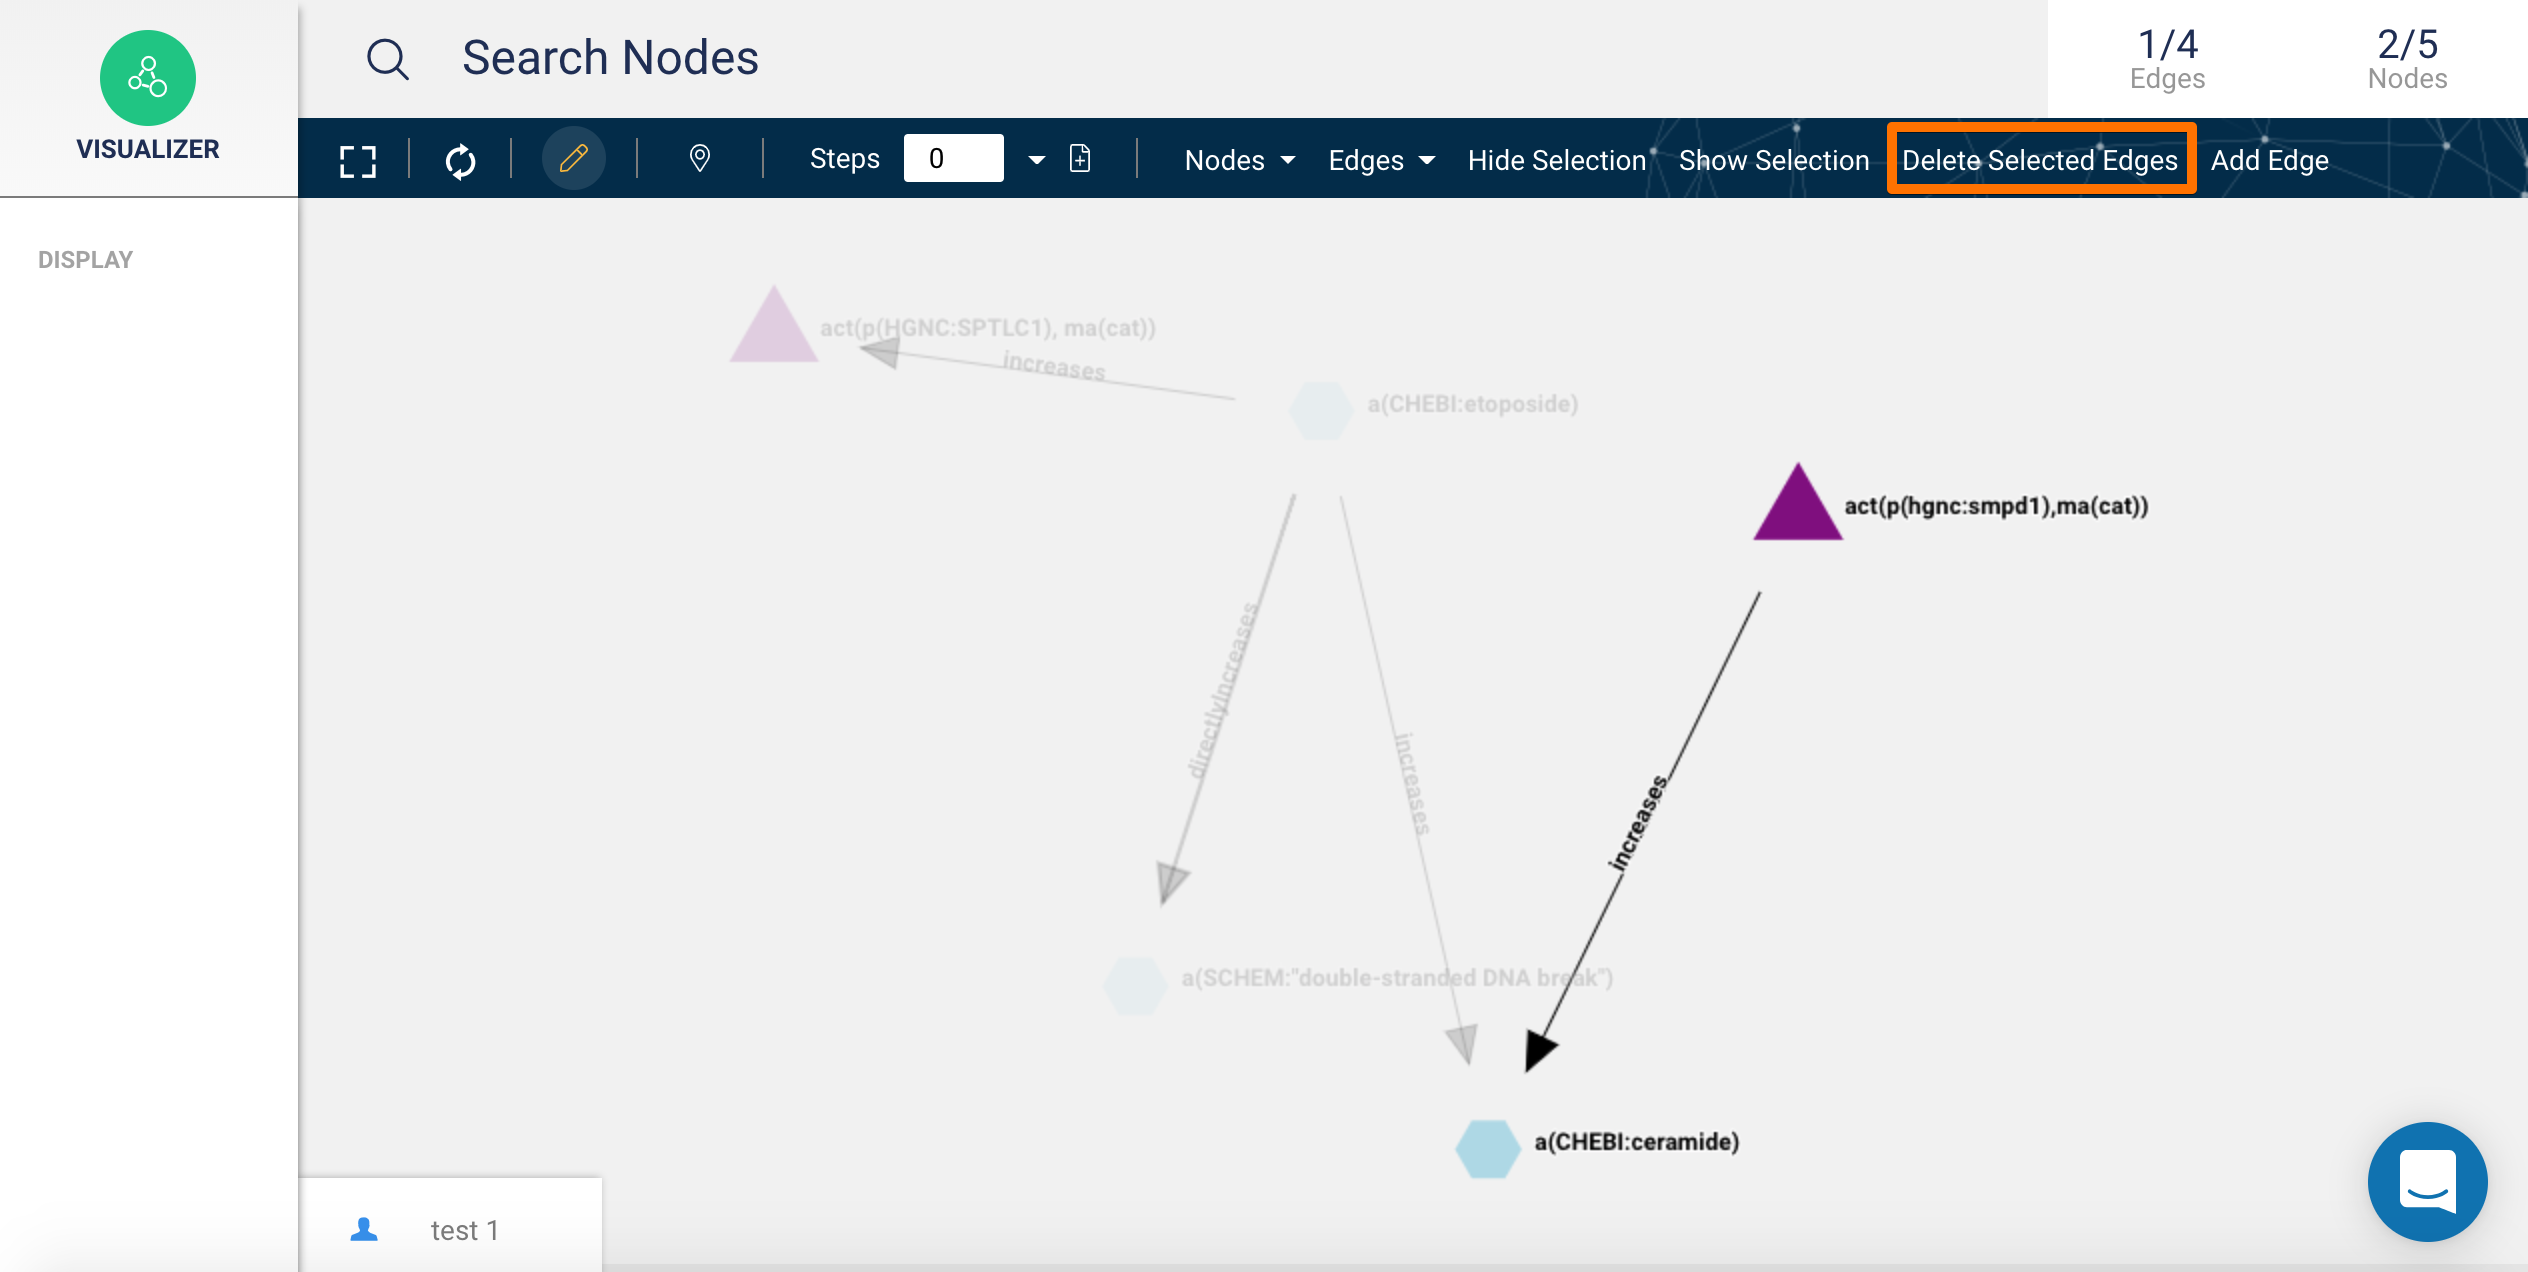 VISUALIZER
Search Nodes
1/4
Edges
2/5
Nodes
Steps 0 Nodes Edges Hide Selection Show Selection Delete Selected Edges Add Edge
DISPLAY
act(p(HGNC:SPTLC1), ma(cat))
increases
a(CHEBI:etoposide)
act(p(hgnc:smpd1),ma(cat))
directlyIncreases
increases
increases
a(SCHEM:"double-stranded DNA break")
a(CHEBI:ceramide)
test 1